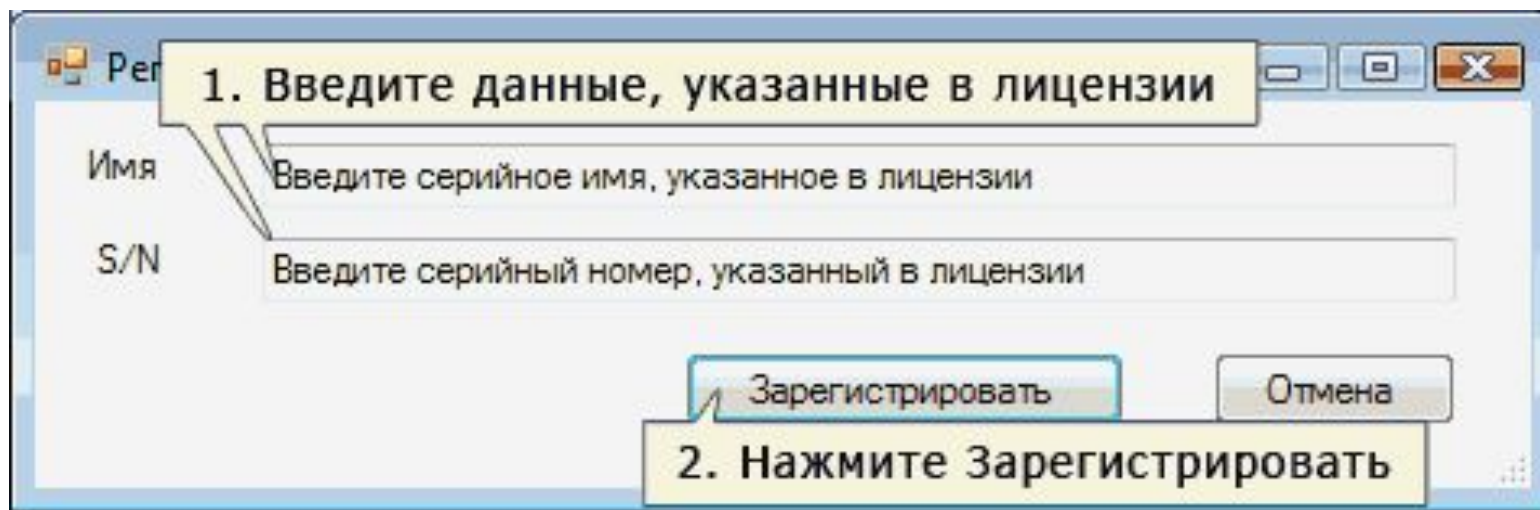 Рег
1. Введите данные, указанные в лицензии
Имя
Введите серийное имя, указанное в лицензии
S/N
Введите серийный номер, указанный в лицензии
Зарегистрировать
Отмена
2. Нажмите Зарегистрировать